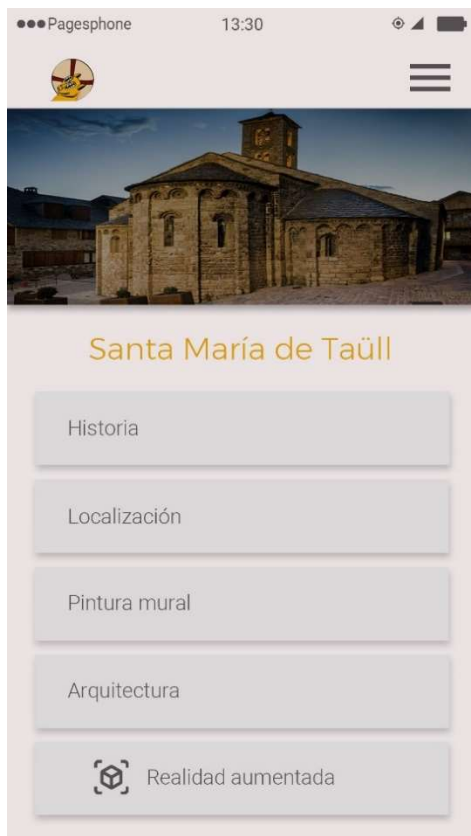 Pagesphone 13:30
Santa María de Taüll
Historia
Localización
Pintura mural
Arquitectura
Realidad aumentada